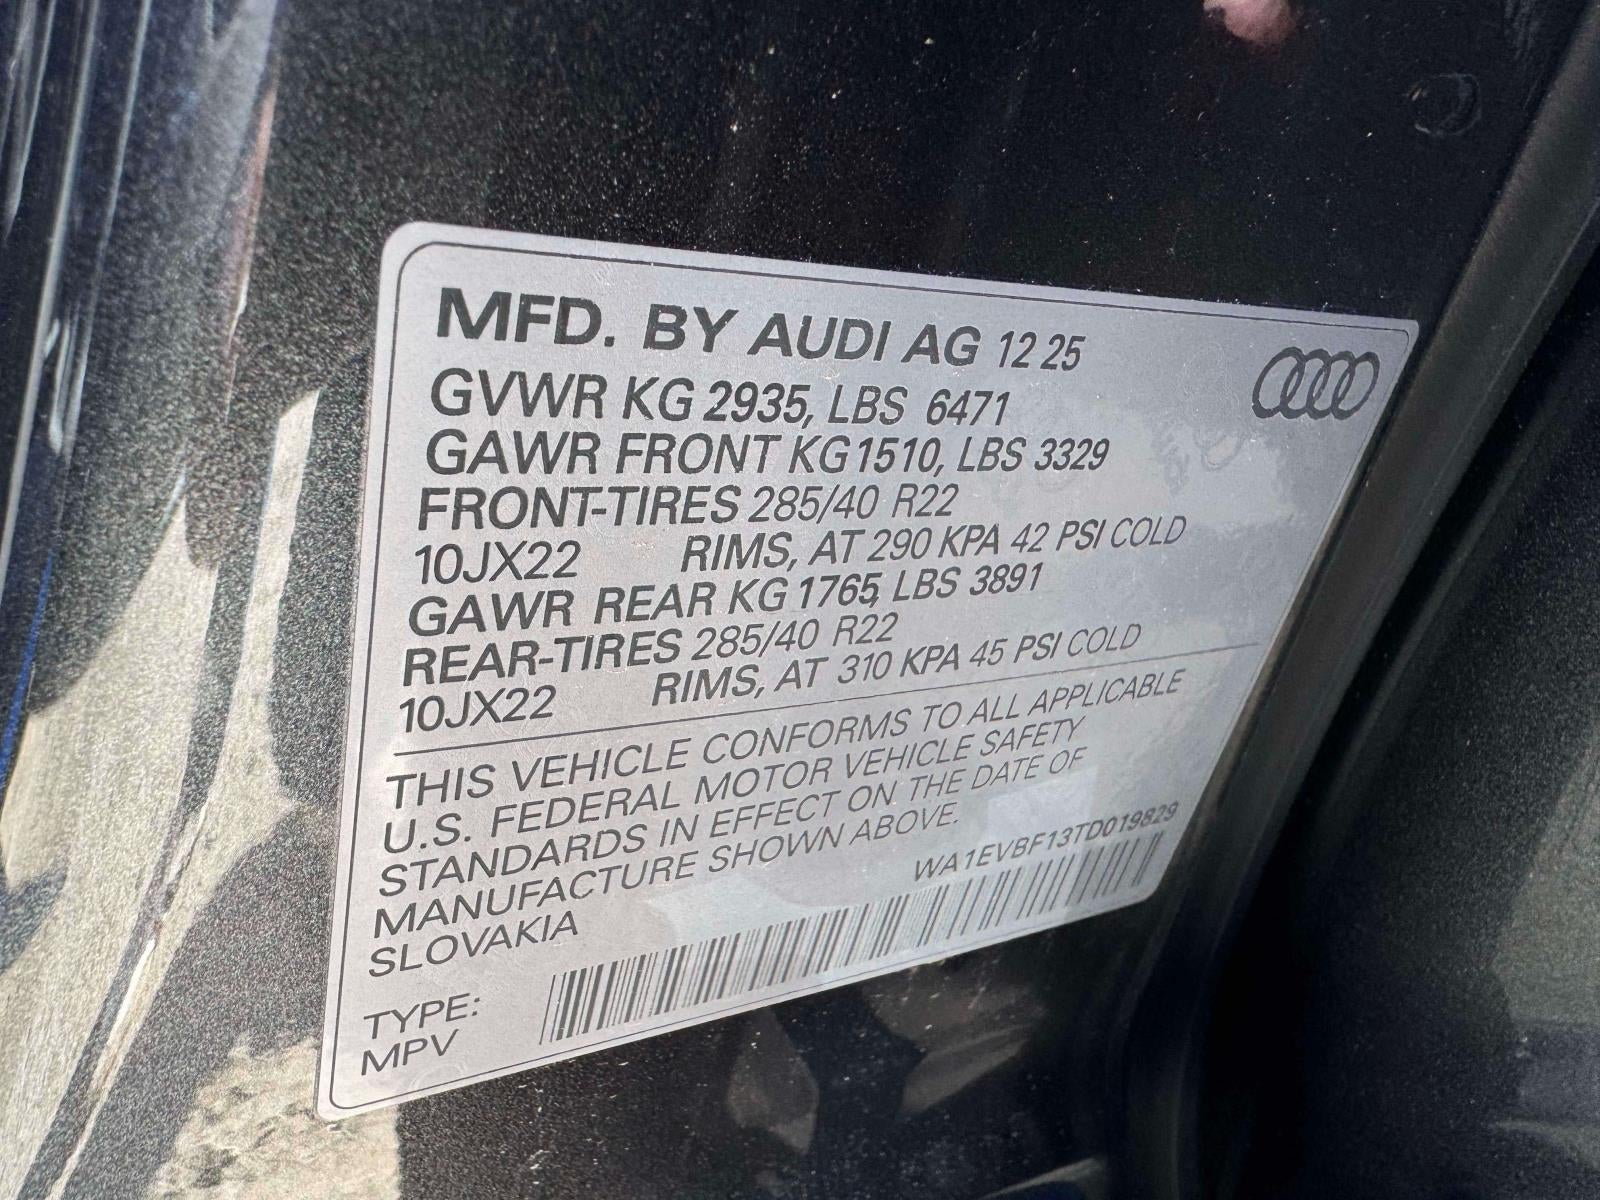 MFD. BY AUDI AG 12 25
GVWR KG 2935, LBS 6471
GAWR FRONT KG 1510, LBS 3329
FRONT-TIRES 285/40 R22
10JX22 RIMS, AT 290 KPA 42 PSI COLD
GAWR REAR KG 1765, LBS 3891
REAR-TIRES 285/40 R22
10JX22 RIMS, AT 310 KPA 45 PSI COLD
THIS VEHICLE CONFORMS TO ALL APPLICABLE
U.S. FEDERAL MOTOR VEHICLE SAFETY
STANDARDS IN EFFECT ON THE DATE OF
MANUFACTURE SHOWN ABOVE.
SLOVAKIA
WA1EVBF13TD019829
TYPE:
MPV